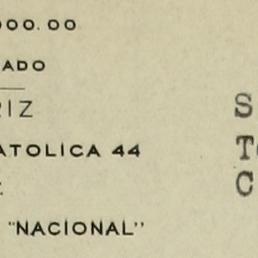 000.00
ADO
RIZ
ATOLICA 44
"NACIONAL"
S
T
C